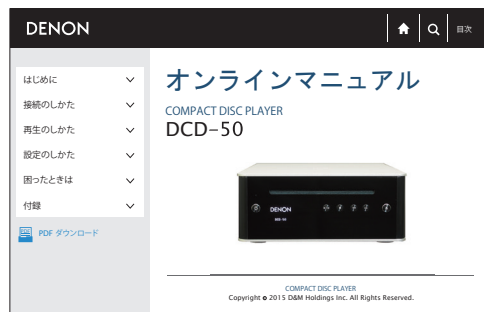 DENON
目次
はじめに
接続のしかた
再生のしかた
設定のしかた
困ったときは
付録
PDF ダウンロード
オンラインマニュアル
COMPACT DISC PLAYER
DCD-50
DENON
DCD-50
COMPACT DISC PLAYER
Copyright © 2015 D&M Holdings Inc. All Rights Reserved.